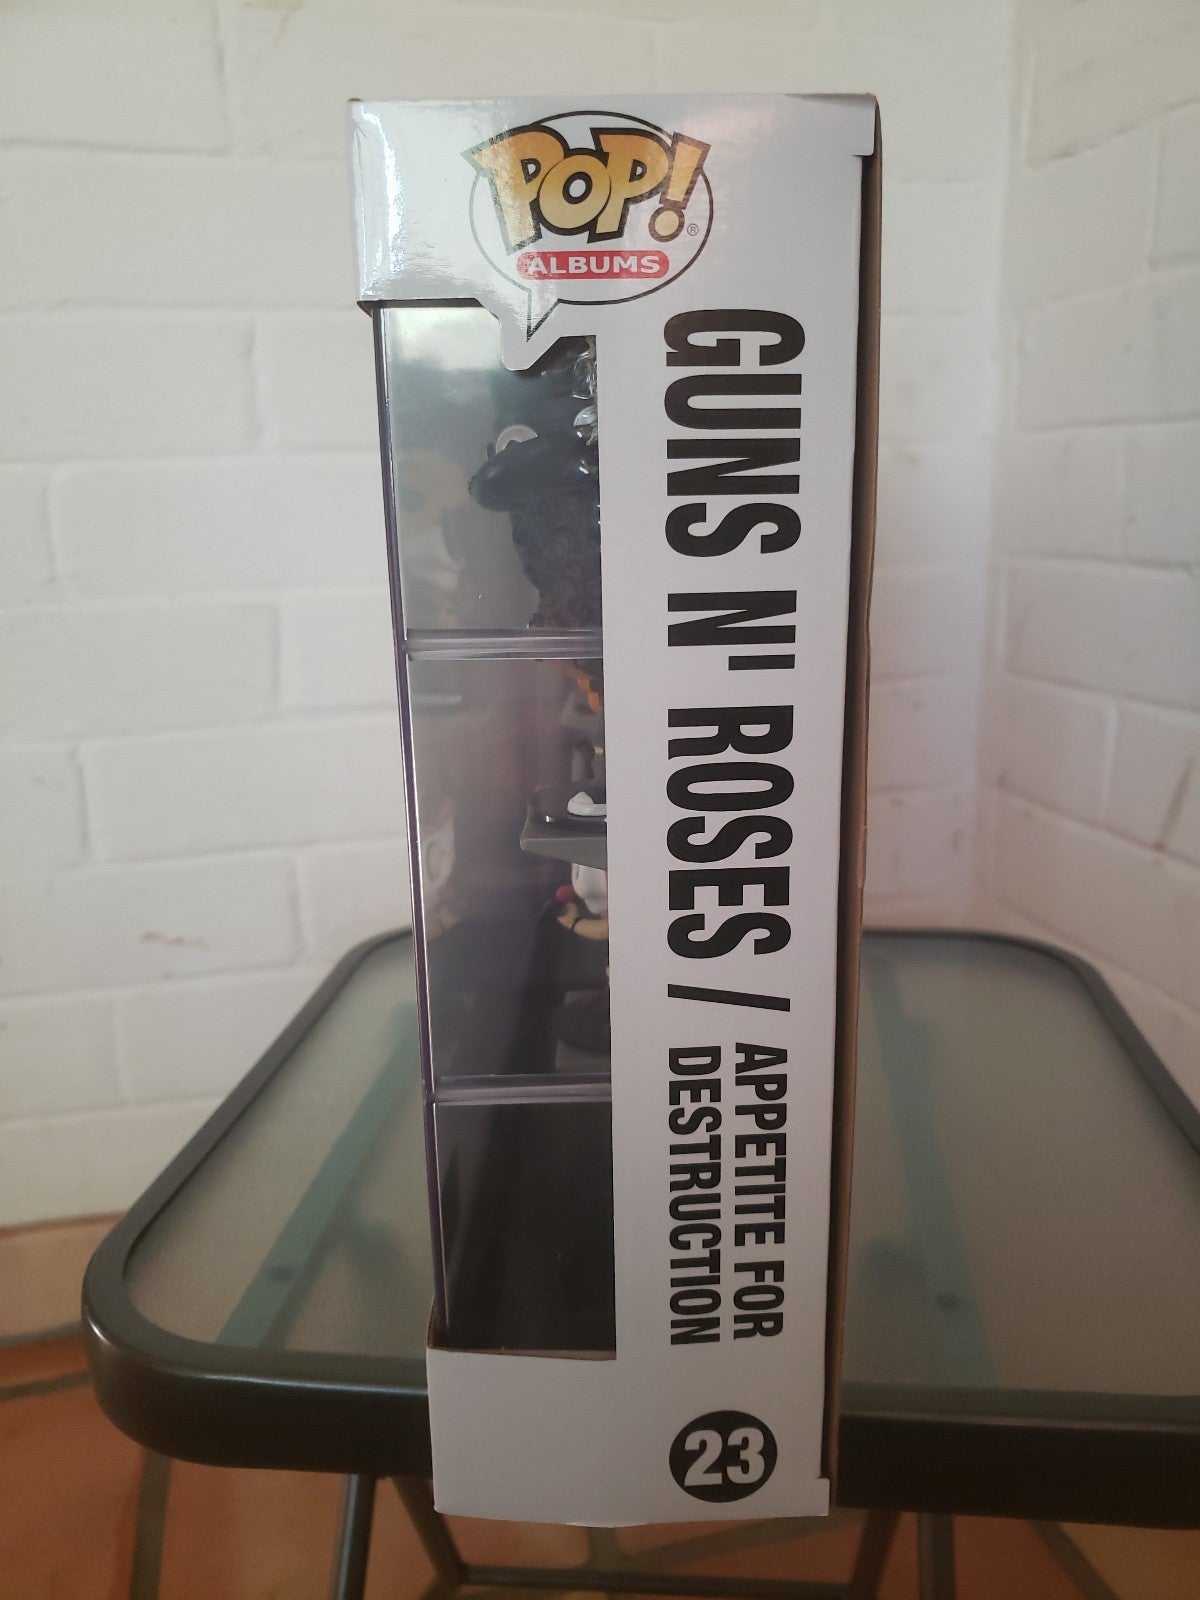 POP! ®
ALBUMS
GUNS N' ROSES /
APPETITE FOR
DESTRUCTION
23